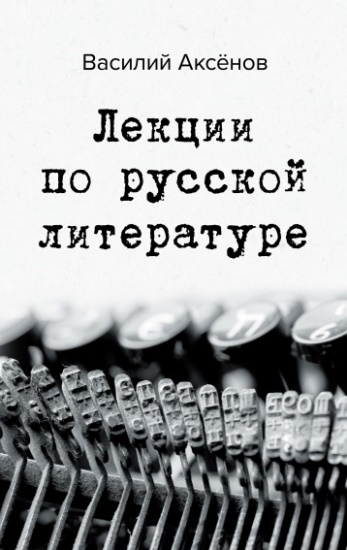 Василий Аксёнов
Лекции
по русской
литературе